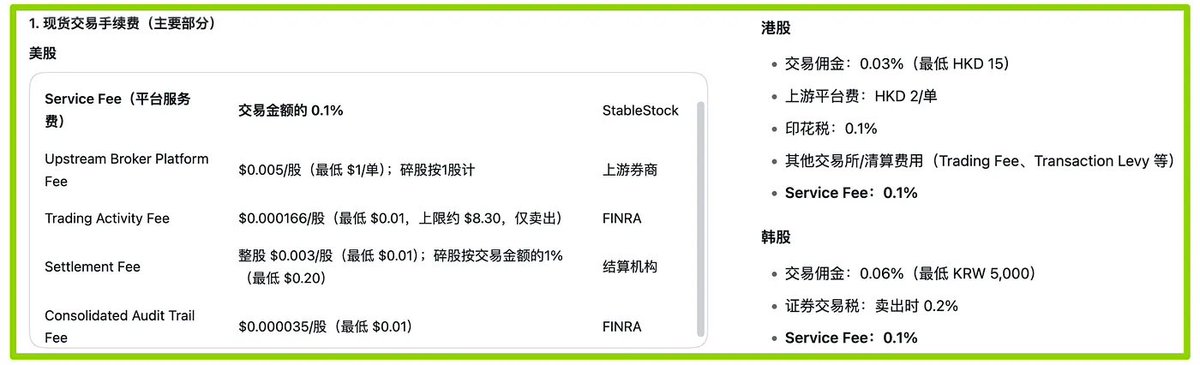 1. 现货交易手续费（主要部分）
美股
Service Fee（平台服务
费）
交易金额的 0.1%
StableStock
Upstream Broker Platform
Fee
$0.005/股（最低 $1/单）；碎股按1股计
上游券商
Trading Activity Fee
$0.000166/股（最低 $0.01，上限约 $8.30，仅卖出）
FINRA
Settlement Fee
整股 $0.003/股（最低 $0.01）；碎股按交易金额的1%
（最低 $0.20）
结算机构
Consolidated Audit Trail
Fee
$0.000035/股（最低 $0.01）
FINRA
港股
• 交易佣金：0.03%（最低 HKD 15）
• 上游平台费：HKD 2/单
• 印花税：0.1%
• 其他交易所/清算费用（Trading Fee、Transaction Levy 等）
• Service Fee：0.1%
韩股
• 交易佣金：0.06%（最低 KRW 5,000）
• 证券交易税：卖出时 0.2%
• Service Fee：0.1%